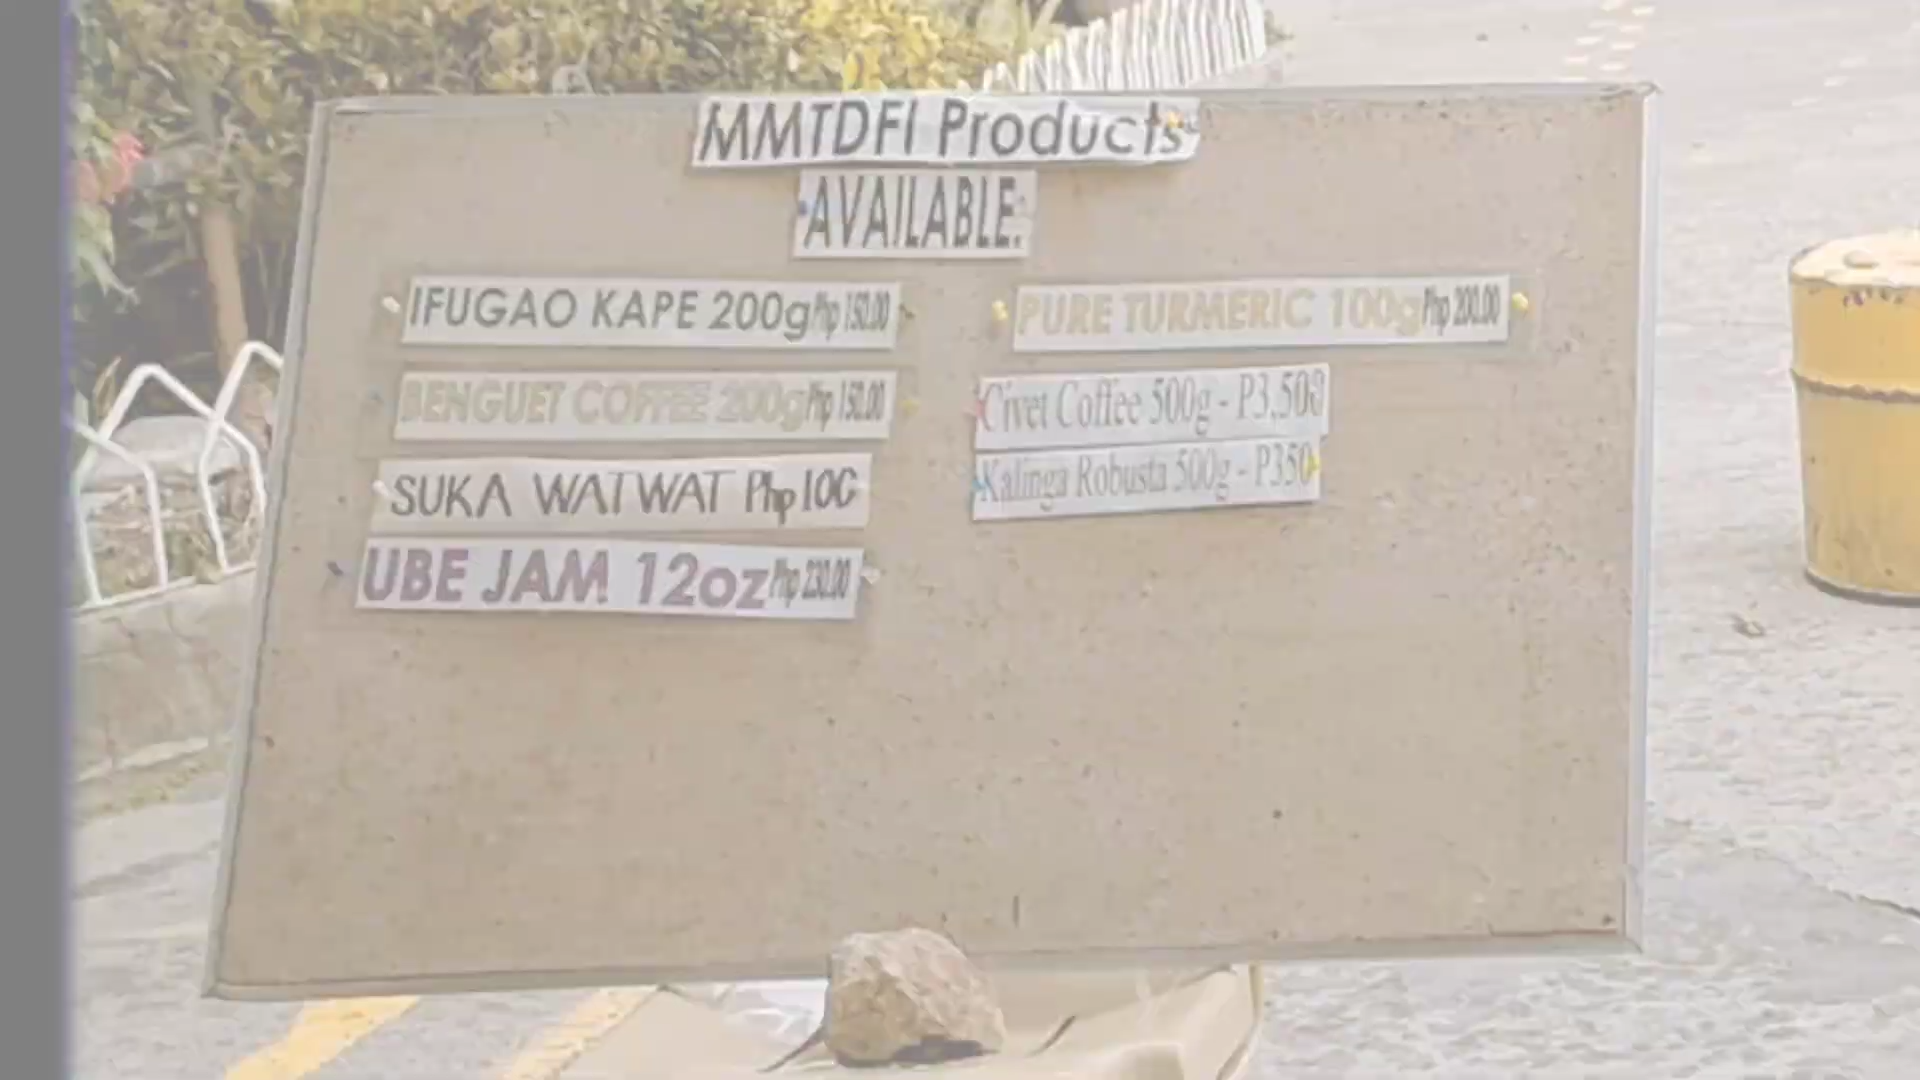 MMTDFI Products
AVAILABLE:
IFUGAO KAPE 200g Php 150.00
BENGUET COFFEE 200g Php 150.00
SUKA WATWAT Php 100
UBE JAM 12oz Php 230.00
PURE TURMERIC 100g Php 200.00
Civet Coffee 500g - P3,500
Kalinga Robusta 500g - P350